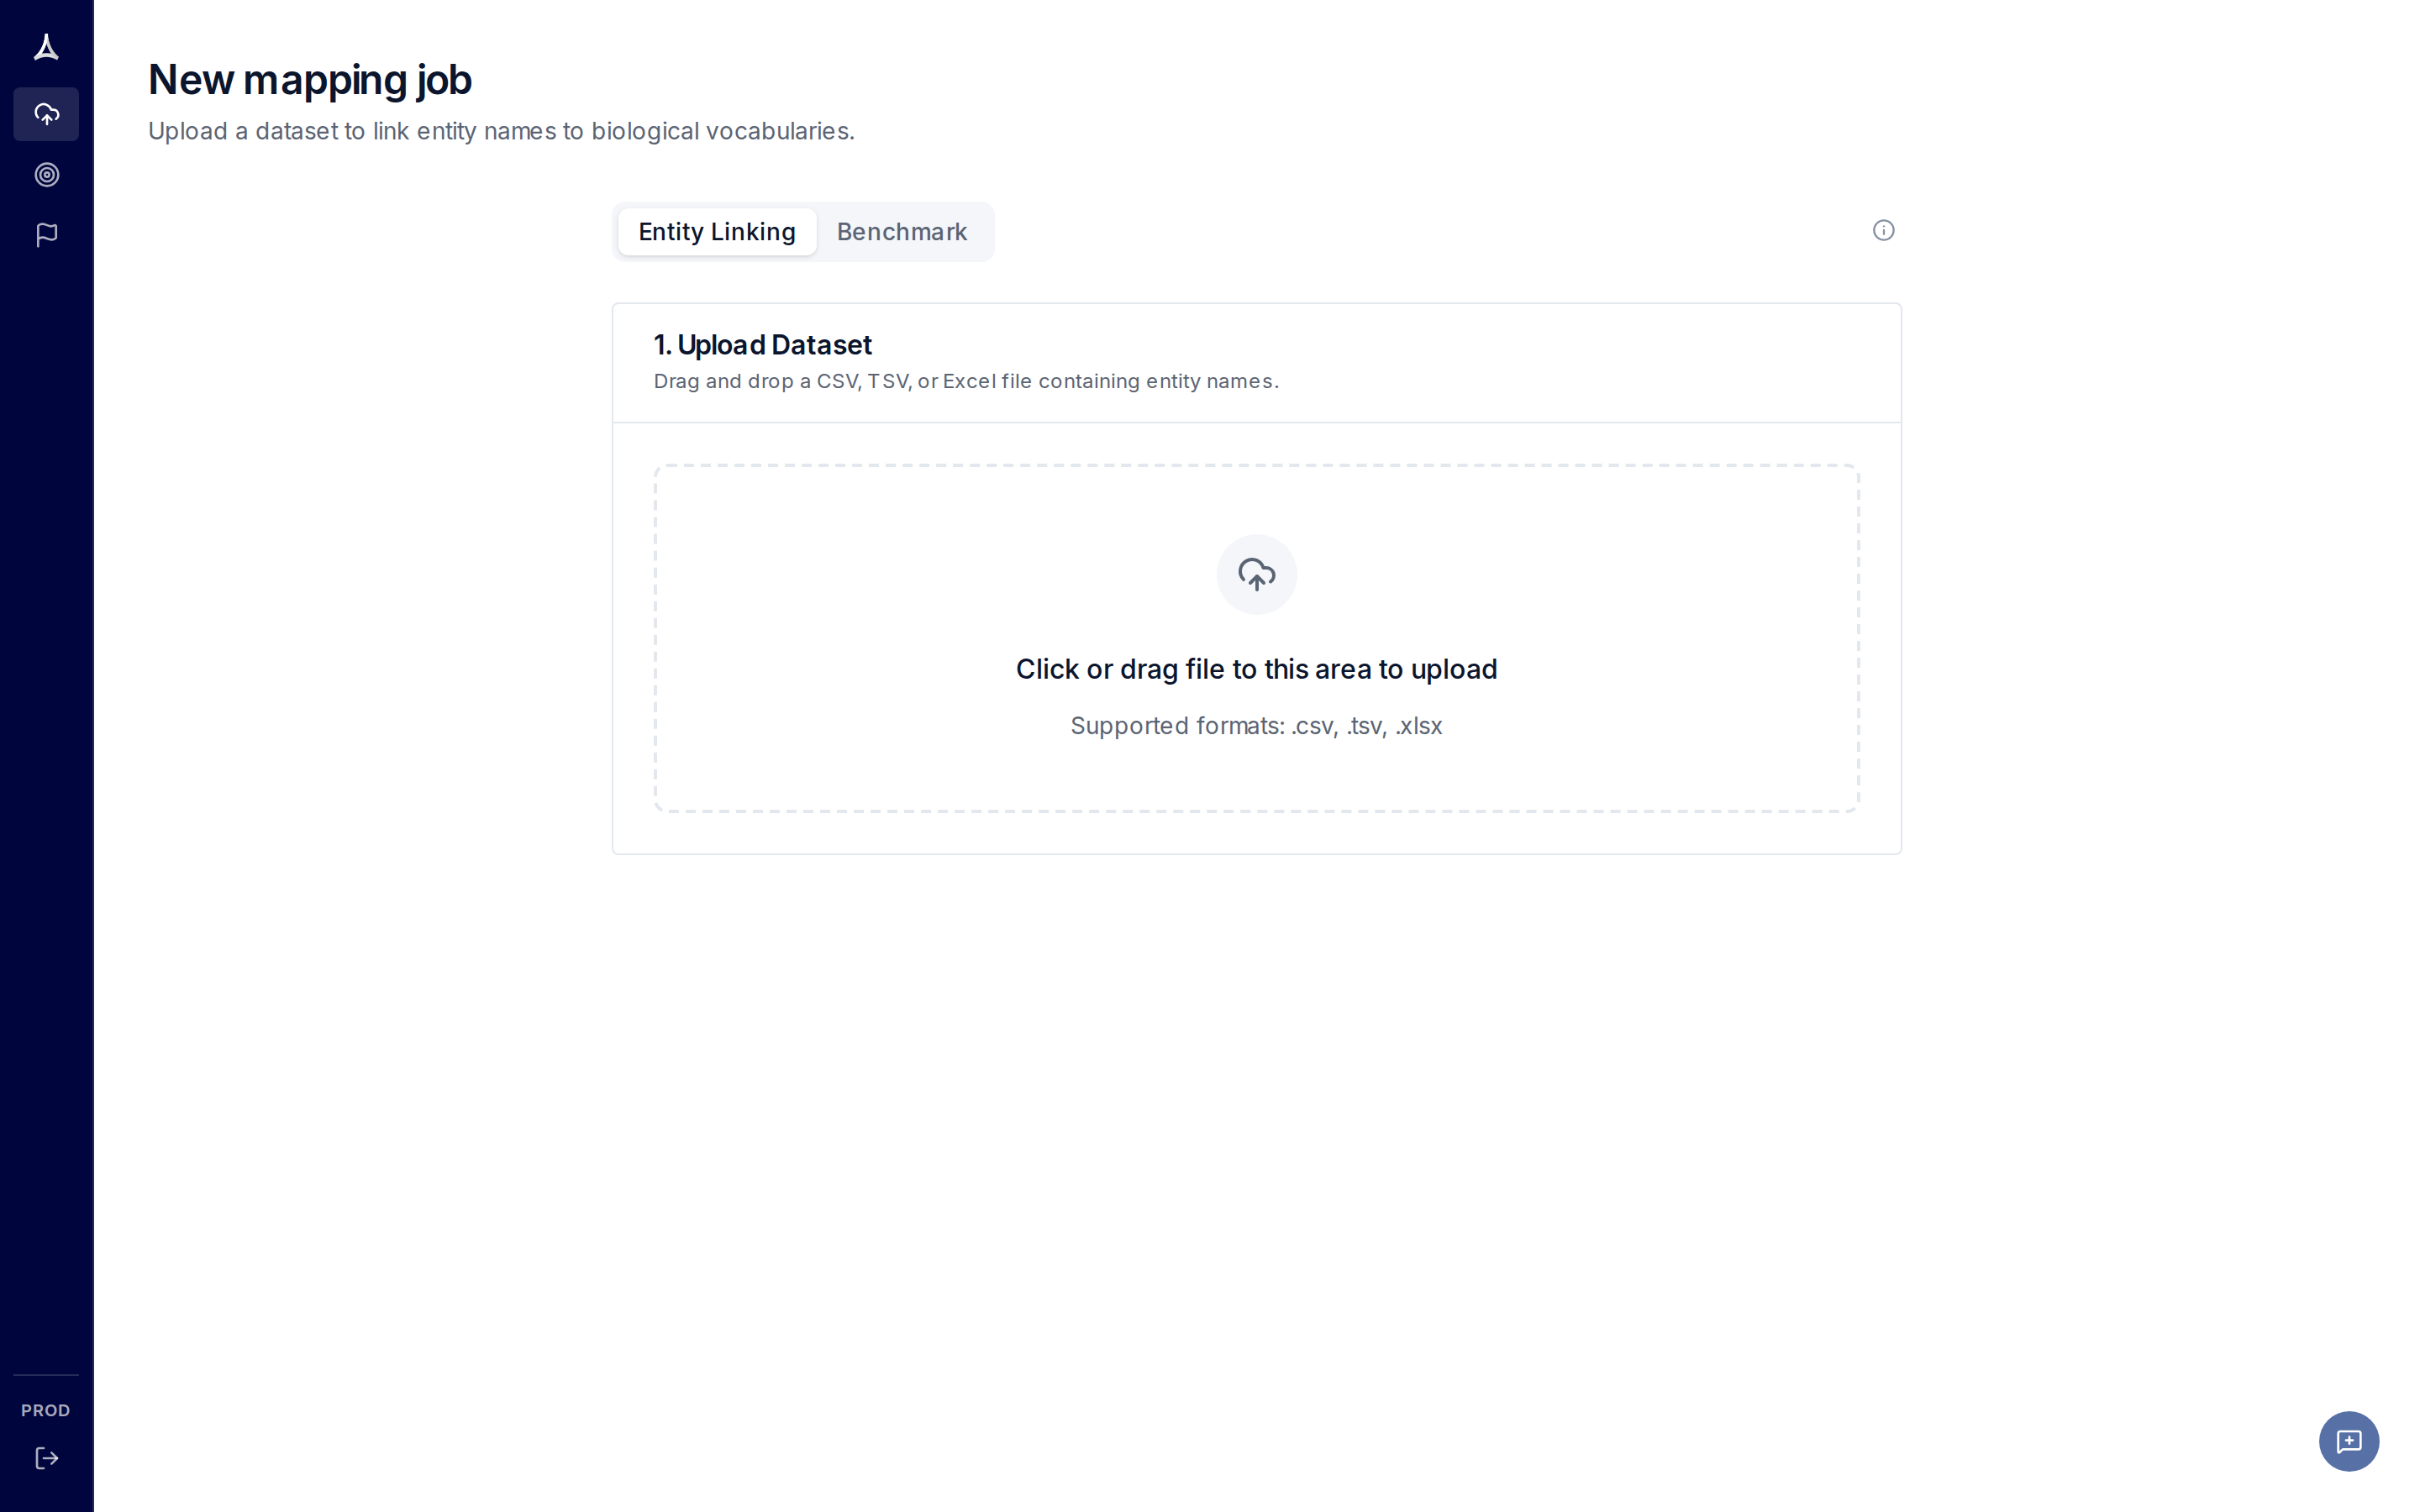 New mapping job
Upload a dataset to link entity names to biological vocabularies.
Entity Linking
Benchmark
1. Upload Dataset
Drag and drop a CSV, TSV, or Excel file containing entity names.
Click or drag file to this area to upload
Supported formats: .csv, .tsv, .xlsx
PROD